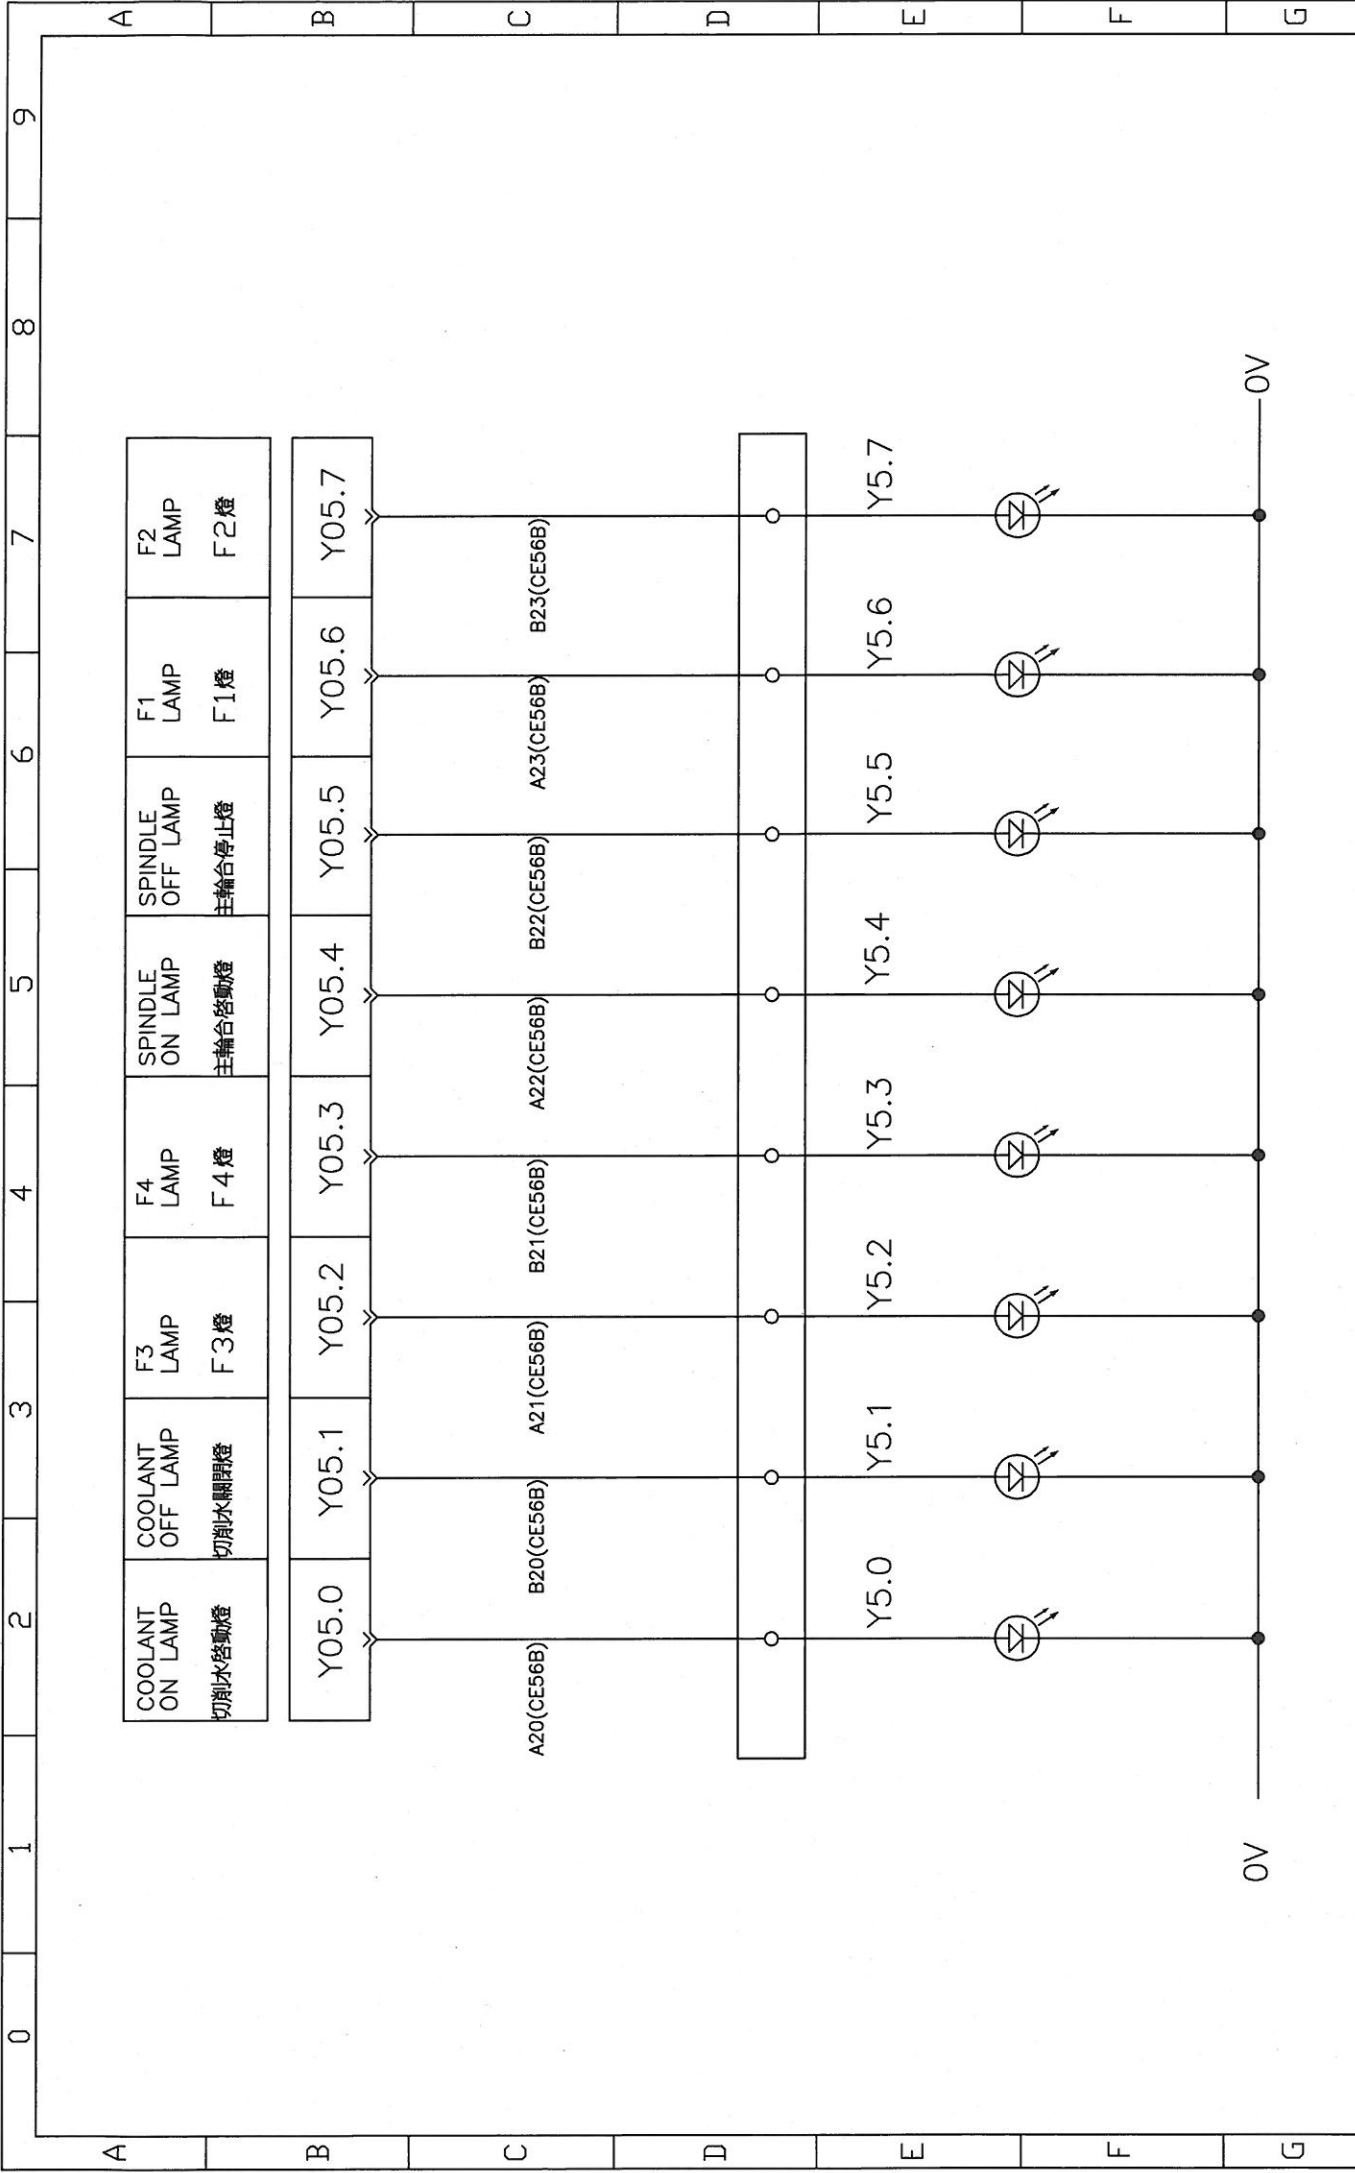 0 1 2 3 4 5 6 7 8 9
A A
B B
C C
D D
E E
F F
G G
COOLANT
ON LAMP
切削水啓動燈
COOLANT
OFF LAMP
切削水關閉燈
F3
LAMP
F3燈
F4
LAMP
F4燈
SPINDLE
ON LAMP
主輪台啓動燈
SPINDLE
OFF LAMP
主輪台停止燈
F1
LAMP
F1燈
F2
LAMP
F2燈
Y05.0 Y05.1 Y05.2 Y05.3 Y05.4 Y05.5 Y05.6 Y05.7
A20(CE56B) B20(CE56B) A21(CE56B) B21(CE56B) A22(CE56B) B22(CE56B) A23(CE56B) B23(CE56B)
Y5.0 Y5.1 Y5.2 Y5.3 Y5.4 Y5.5 Y5.6 Y5.7
0V 0V